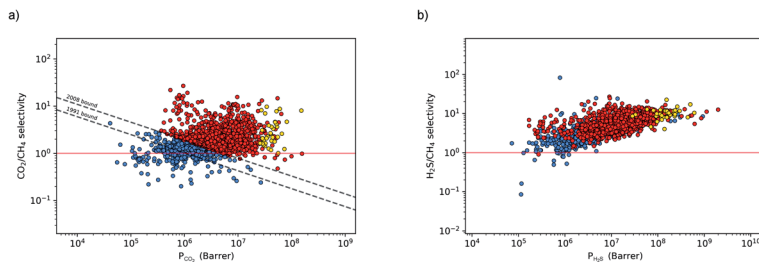 a)
b)
CO₂/CH₄ selectivity
10²
10¹
10⁰
10⁻¹
2008 bound
1991 bound
10⁴ 10⁵ 10⁶ 10⁷ 10⁸ 10⁹
P_CO₂ (Barrer)
H₂S/CH₄ selectivity
10²
10¹
10⁰
10⁻¹
10⁻²
10⁴ 10⁵ 10⁶ 10⁷ 10⁸ 10⁹ 10¹⁰
P_H₂S (Barrer)